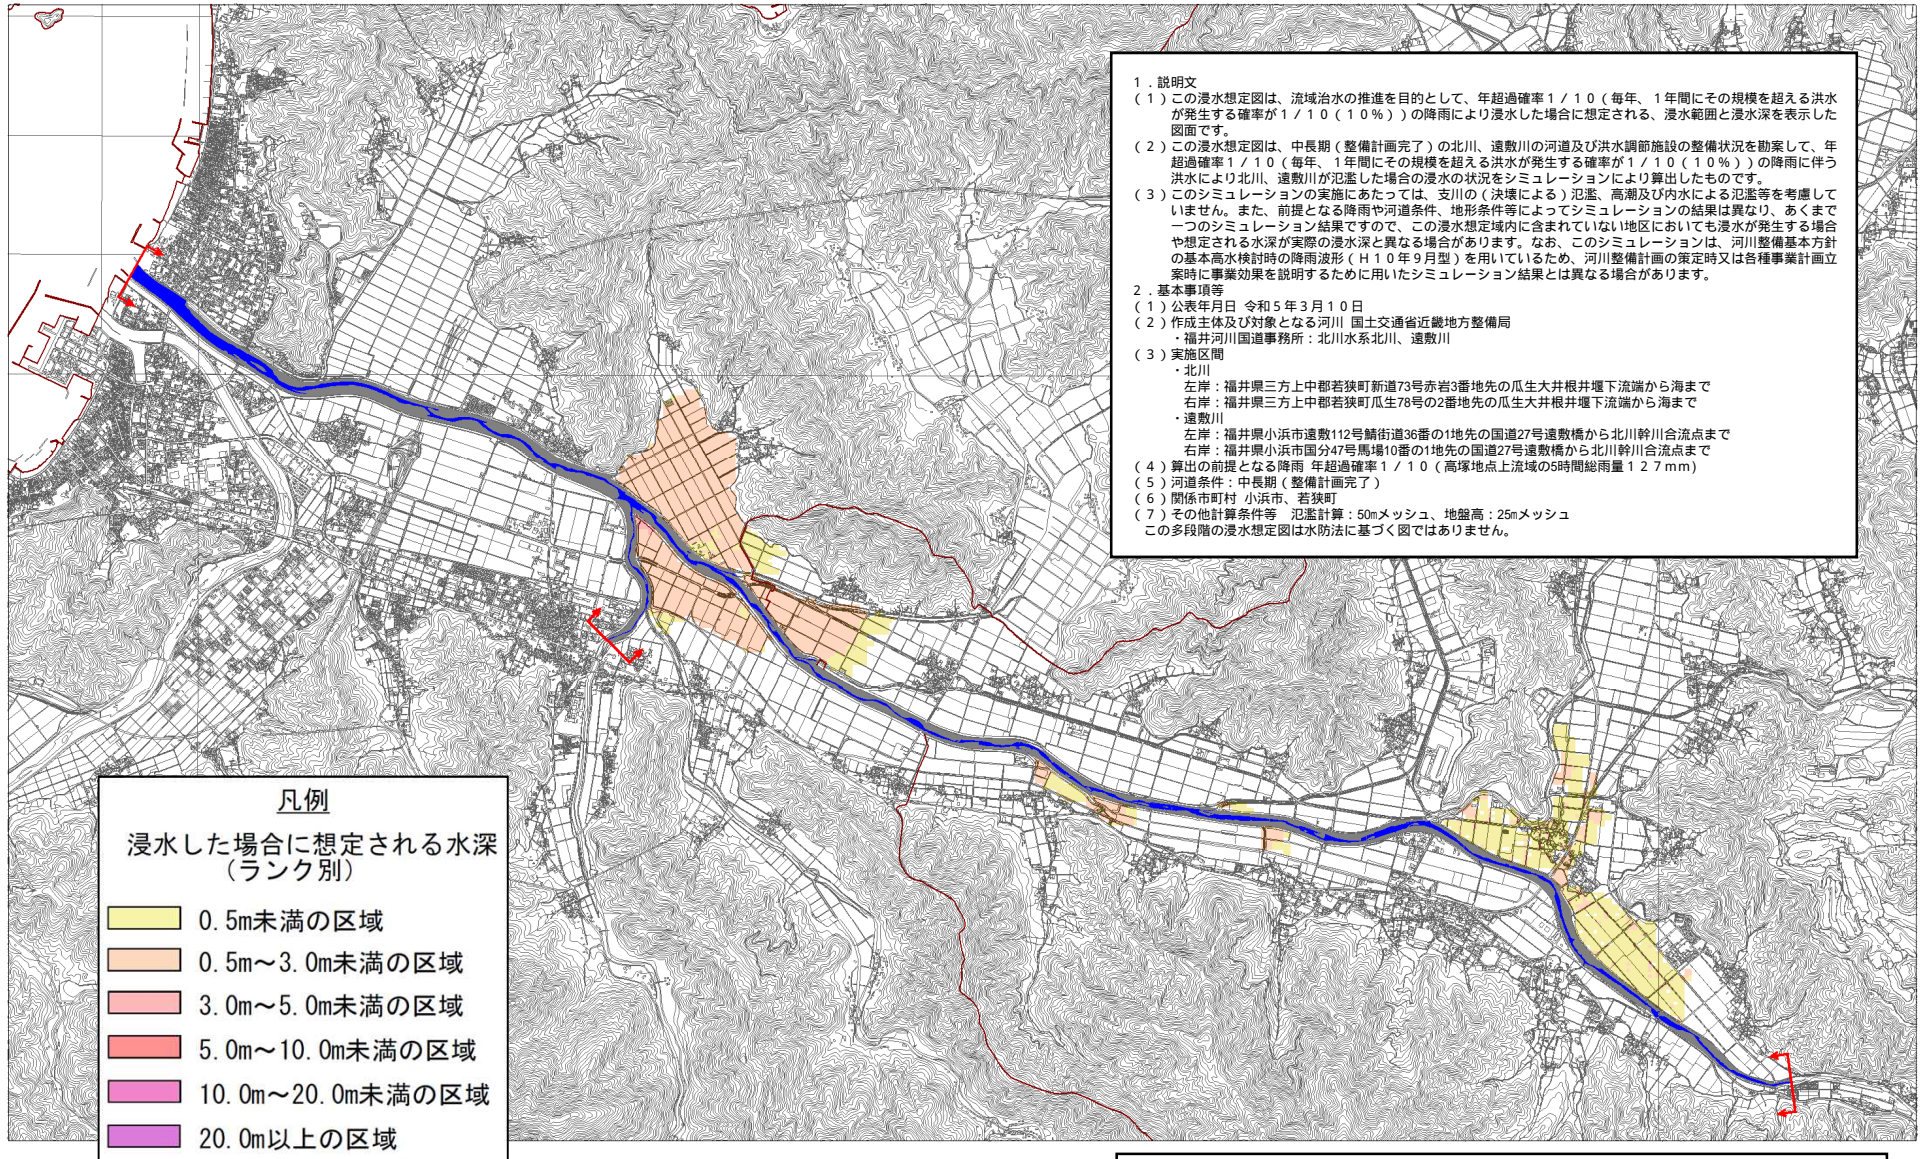 1．説明文
（1）この浸水想定図は、流域治水の推進を目的として、年超過確率1／10（毎年、1年間にその規模を超える洪水
が発生する確率が1／10（10％））の降雨により浸水した場合に想定される、浸水範囲と浸水深を表示した
図面です。
（2）この浸水想定図は、中長期（整備計画完了）の北川、遠敷川の河道及び洪水調節施設の整備状況を勘案して、年
超過確率1／10（毎年、1年間にその規模を超える洪水が発生する確率が1／10（10％））の降雨に伴う
洪水により北川、遠敷川が氾濫した場合の浸水の状況をシミュレーションにより算出したものです。
（3）このシミュレーションの実施にあたっては、支川の（決壊による）氾濫、高潮及び内水による氾濫等を考慮して
いません。また、前提となる降雨や河道条件、地形条件等によってシミュレーションの結果は異なり、あくまで
一つのシミュレーション結果ですので、この浸水想定域内に含まれていない地区においても浸水が発生する場合
や想定される水深が実際の浸水深と異なる場合があります。なお、このシミュレーションは、河川整備基本方針
の基本高水検討時の降雨波形（H10年9月型）を用いているため、河川整備計画の策定時又は各種事業計画立
案時に事業効果を説明するために用いたシミュレーション結果とは異なる場合があります。
2．基本事項等
（1）公表年月日 令和5年3月10日
（2）作成主体及び対象となる河川 国土交通省近畿地方整備局
・福井河川国道事務所：北川水系北川、遠敷川
（3）実施区間
・北川
左岸：福井県三方上中郡若狭町新道73号赤岩3番地先の瓜生大井根井堰下流端から海まで
右岸：福井県三方上中郡若狭町瓜生78号の2番地先の瓜生大井根井堰下流端から海まで
・遠敷川
左岸：福井県小浜市遠敷112号鯖街道36番の1地先の国道27号遠敷橋から北川幹川合流点まで
右岸：福井県小浜市国分47号馬場10番の1地先の国道27号遠敷橋から北川幹川合流点まで
（4）算出の前提となる降雨 年超過確率1／10（高塚地点上流域の5時間総雨量127mm）
（5）河道条件：中長期（整備計画完了）
（6）関係市町村 小浜市、若狭町
（7）その他計算条件等　氾濫計算：50mメッシュ、地盤高：25mメッシュ
この多段階の浸水想定図は水防法に基づく図ではありません。
凡例
浸水した場合に想定される水深
（ランク別）
0.5m未満の区域
0.5m～3.0m未満の区域
3.0m～5.0m未満の区域
5.0m～10.0m未満の区域
10.0m～20.0m未満の区域
20.0m以上の区域